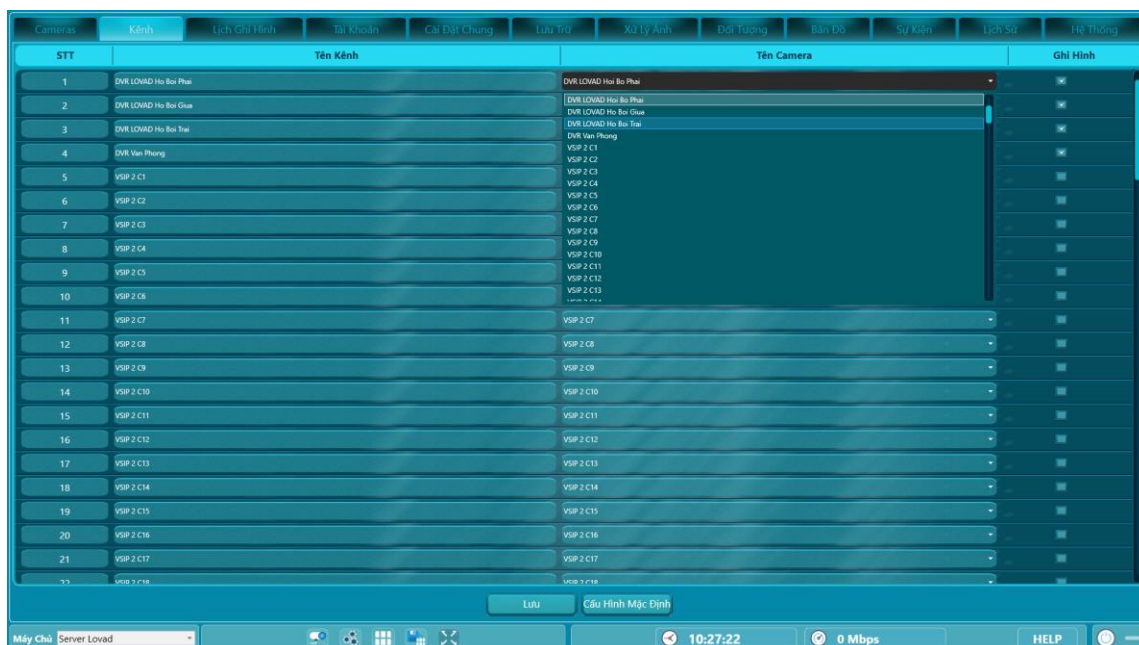 Cameras Kênh Lịch Ghi Hình Tài Khoản Cài Đặt Chung Lưu Trữ Xử Lý Ảnh Đối Tượng Bản Đồ Sự Kiện Lịch Sử Hệ Thống
STT Tên Kênh Tên Camera Ghi Hình
1 DVR LOVAD Ho Boi Phai DVR LOVAD Hoi Bo Phai
DVR LOVAD Hoi Bo Phai
2 DVR LOVAD Ho Boi Giua
DVR LOVAD Ho Boi Giua
DVR LOVAD Ho Boi Trai
3 DVR LOVAD Ho Boi Trai
DVR Van Phong
VSIP 2 C1
4 DVR Van Phong
VSIP 2 C2
VSIP 2 C3
5 VSIP 2 C1
VSIP 2 C4
VSIP 2 C5
6 VSIP 2 C2
VSIP 2 C6
VSIP 2 C7
7 VSIP 2 C3
VSIP 2 C8
VSIP 2 C9
8 VSIP 2 C4
VSIP 2 C10
VSIP 2 C11
9 VSIP 2 C5
VSIP 2 C12
VSIP 2 C13
10 VSIP 2 C6
11 VSIP 2 C7 VSIP 2 C7
12 VSIP 2 C8 VSIP 2 C8
13 VSIP 2 C9 VSIP 2 C9
14 VSIP 2 C10 VSIP 2 C10
15 VSIP 2 C11 VSIP 2 C11
16 VSIP 2 C12 VSIP 2 C12
17 VSIP 2 C13 VSIP 2 C13
18 VSIP 2 C14 VSIP 2 C14
19 VSIP 2 C15 VSIP 2 C15
20 VSIP 2 C16 VSIP 2 C16
21 VSIP 2 C17 VSIP 2 C17
22 VSIP 2 C18 VSIP 2 C18
Lưu Cấu Hình Mặc Định
Máy Chủ Server Lovad 10:27:22 0 Mbps HELP